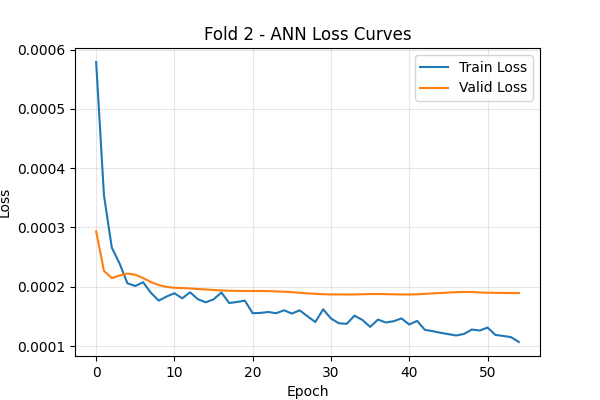 Fold 2 - ANN Loss Curves
Train Loss
Valid Loss
Loss
0.0006
0.0005
0.0004
0.0003
0.0002
0.0001
0 10 20 30 40 50
Epoch